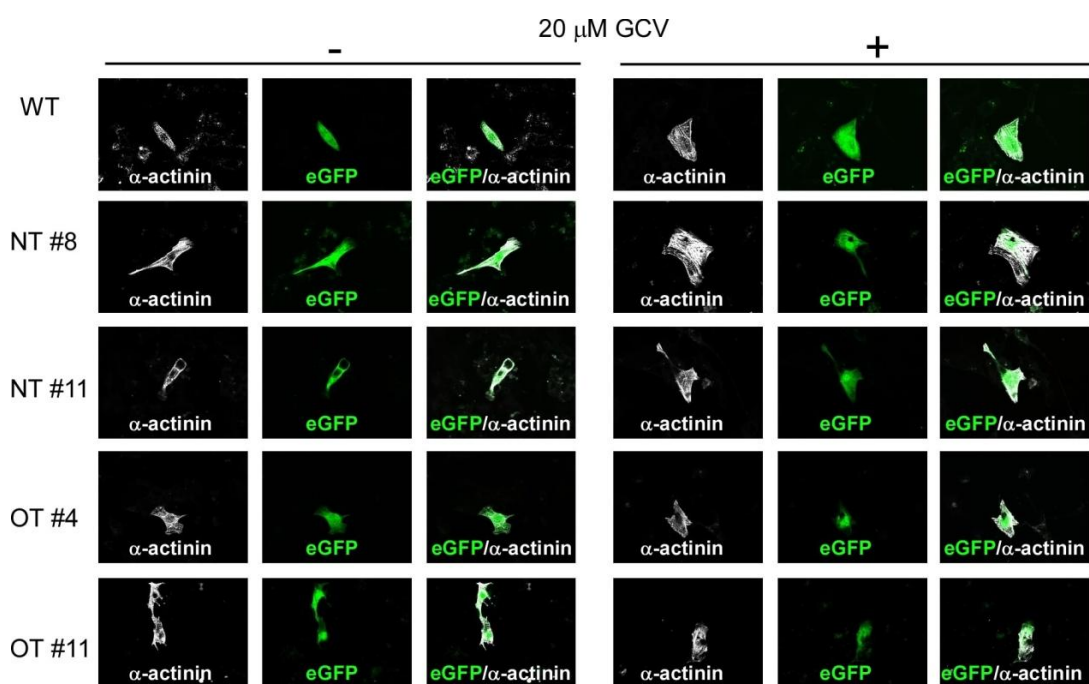 20 μM GCV
- +
WT
α-actinin eGFP eGFP/α-actinin α-actinin eGFP eGFP/α-actinin
NT #8
α-actinin eGFP eGFP/α-actinin α-actinin eGFP eGFP/α-actinin
NT #11
α-actinin eGFP eGFP/α-actinin α-actinin eGFP eGFP/α-actinin
OT #4
α-actinin eGFP eGFP/α-actinin α-actinin eGFP eGFP/α-actinin
OT #11
α-actinin eGFP eGFP/α-actinin α-actinin eGFP eGFP/α-actinin